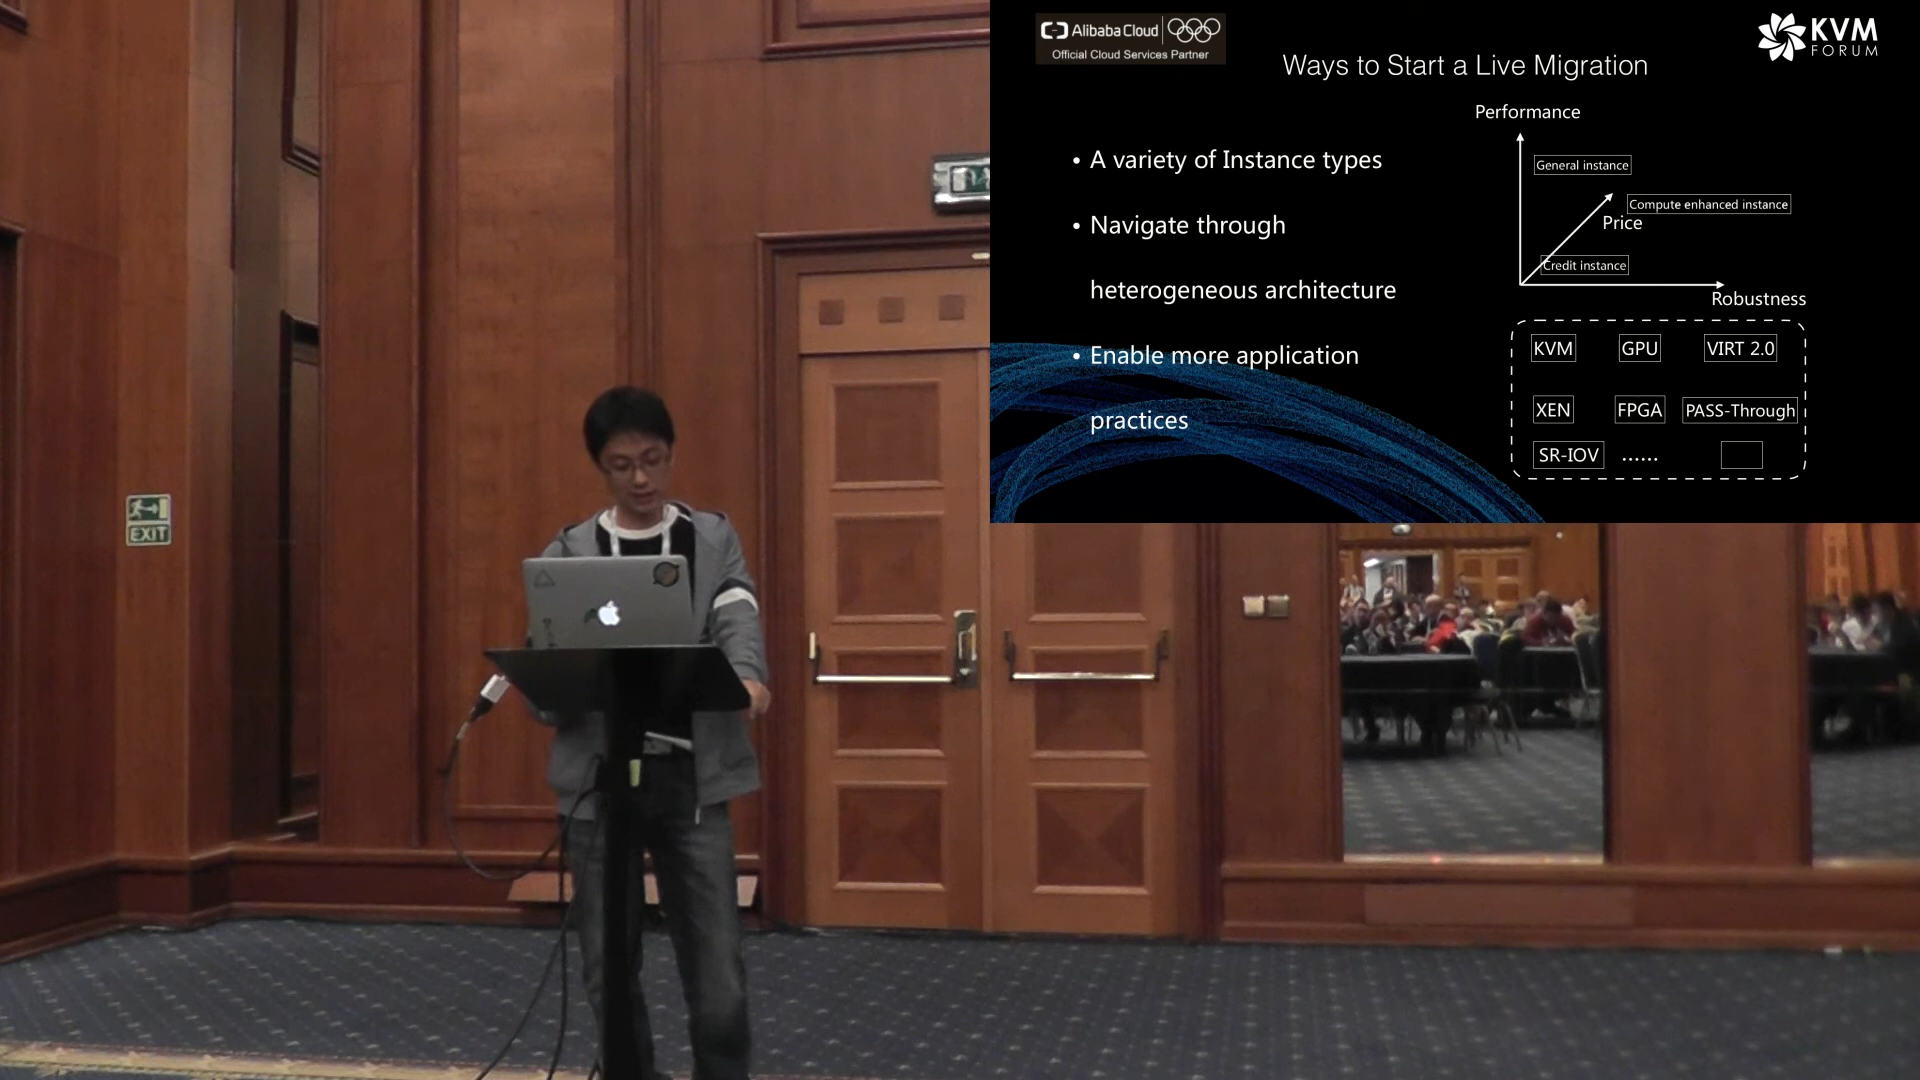 Alibaba Cloud
Official Cloud Services Partner
KVM
FORUM
Ways to Start a Live Migration
• A variety of Instance types
• Navigate through
heterogeneous architecture
• Enable more application
practices
Performance
General instance
Compute enhanced instance
Price
Credit instance
Robustness
KVM
GPU
VIRT 2.0
XEN
FPGA
PASS-Through
SR-IOV
......
EXIT